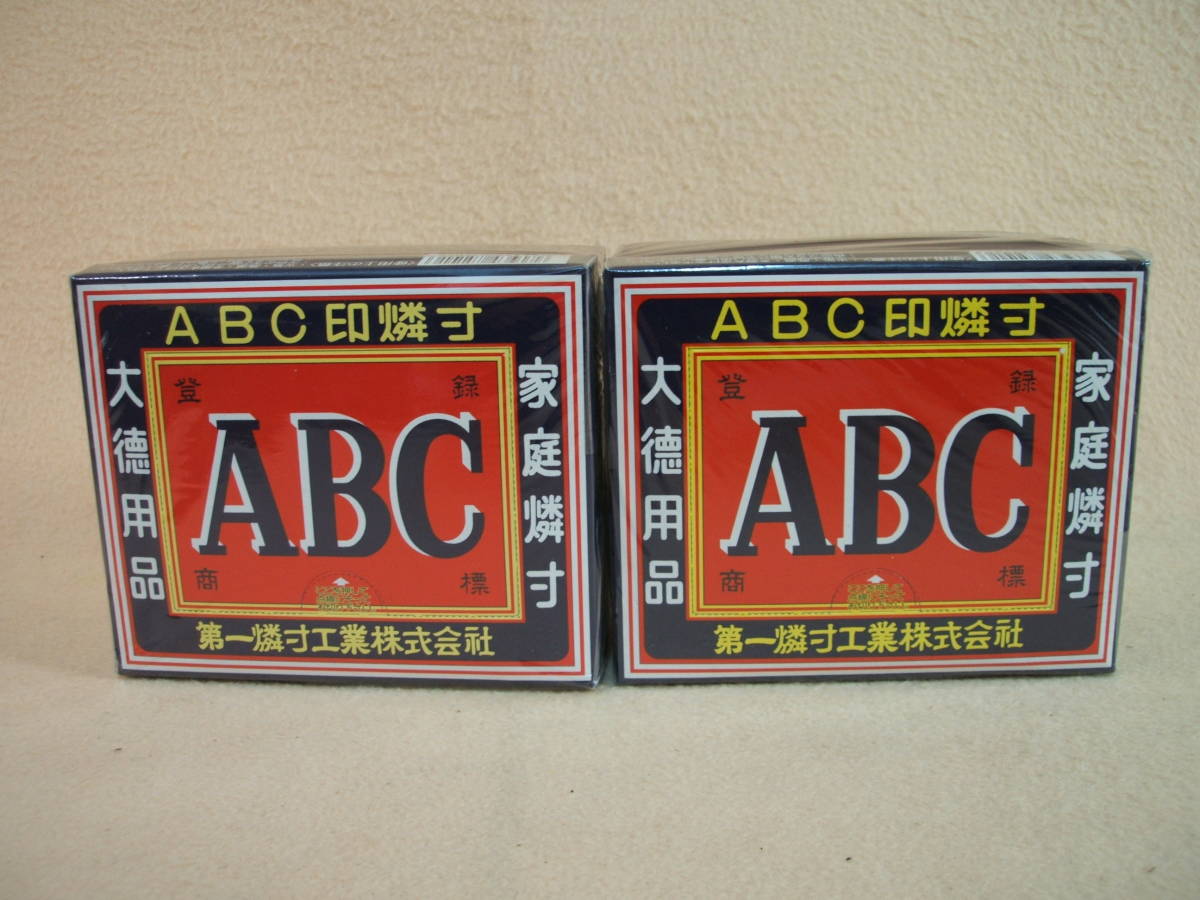 ABC印燐寸
大徳用品
登 録
ABC
商 標
家庭燐寸
第一燐寸工業株式会社
ABC印燐寸
大徳用品
登 録
ABC
商 標
家庭燐寸
第一燐寸工業株式会社